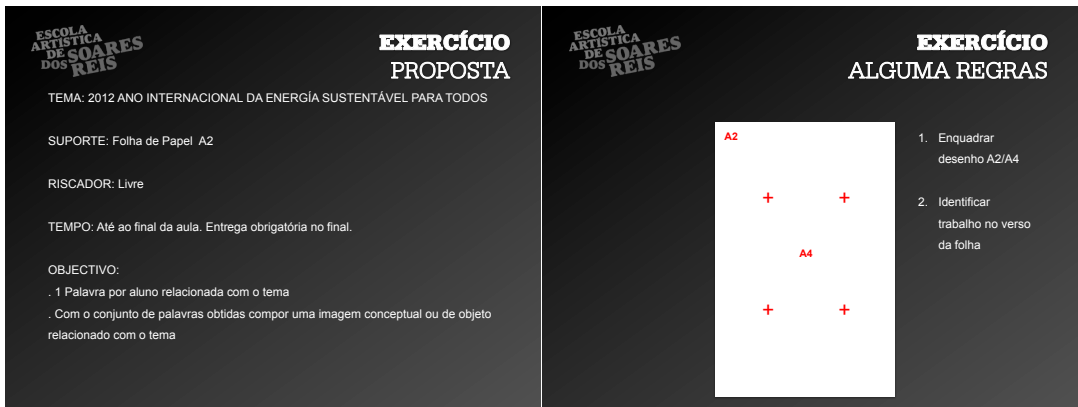 ESCOLA
ARTÍSTICA
DE SOARES
DOS REIS
EXERCÍCIO
PROPOSTA
TEMA: 2012 ANO INTERNACIONAL DA ENERGÍA SUSTENTÁVEL PARA TODOS
SUPORTE: Folha de Papel A2
RISCADOR: Livre
TEMPO: Até ao final da aula. Entrega obrigatória no final.
OBJECTIVO:
. 1 Palavra por aluno relacionada com o tema
. Com o conjunto de palavras obtidas compor uma imagem conceptual ou de objeto
relacionado com o tema
ESCOLA
ARTÍSTICA
DE SOARES
DOS REIS
EXERCÍCIO
ALGUMA REGRAS
A2
A4
1. Enquadrar
desenho A2/A4
2. Identificar
trabalho no verso
da folha